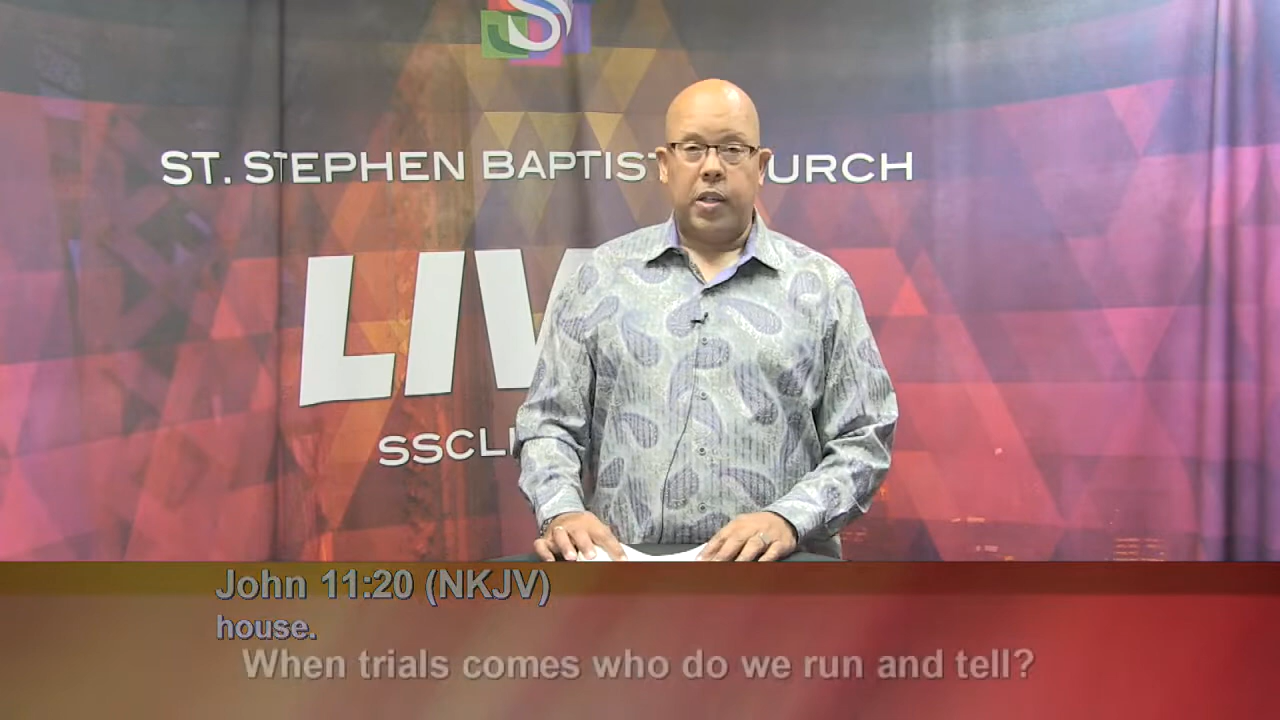 S
ST. STEPHEN BAPTIST URCH
LIV
SSCLI
John 11:20 (NKJV)
house.
When trials comes who do we run and tell?